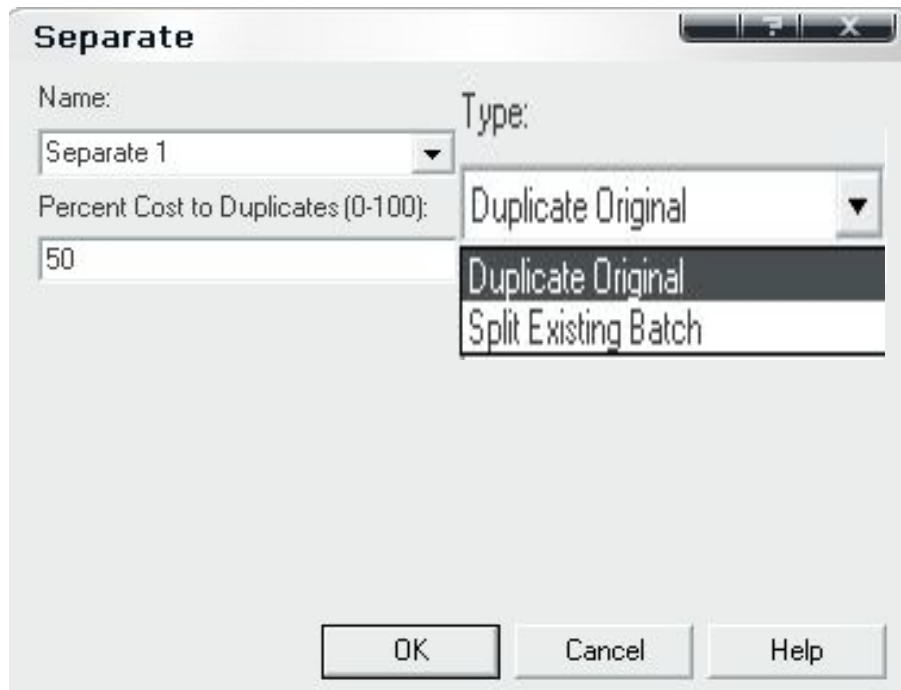 Separate
Name:
Type:
Separate 1
Duplicate Original
Percent Cost to Duplicates (0-100):
50
Duplicate Original
Split Existing Batch
OK
Cancel
Help